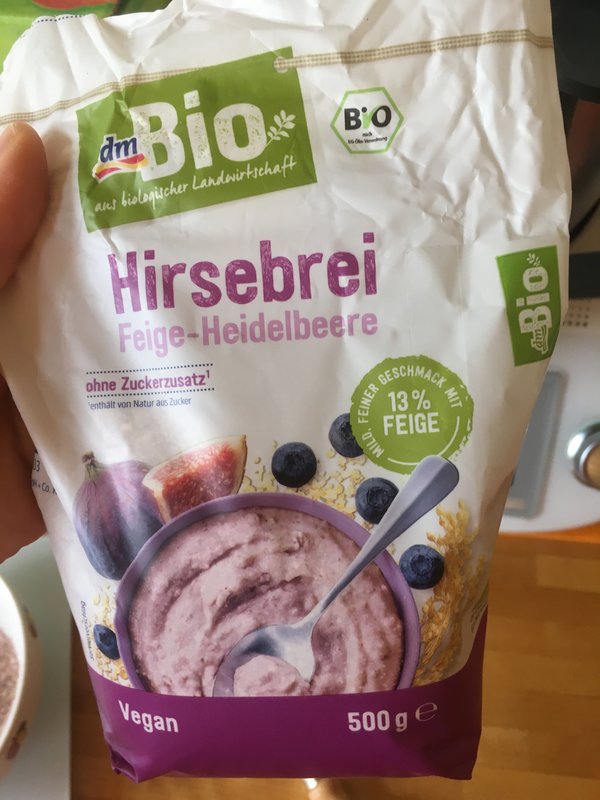 dm Bio
aus biologischer Landwirtschaft
BiO
nach
EG-Öko-Verordnung
Hirsebrei
Feige-Heidelbeere
ohne Zuckerzusatz¹
¹enthält von Natur aus Zucker
dm Bio
MILD, FEINER GESCHMACK MIT
13 %
FEIGE
Vegan
500 g ℮